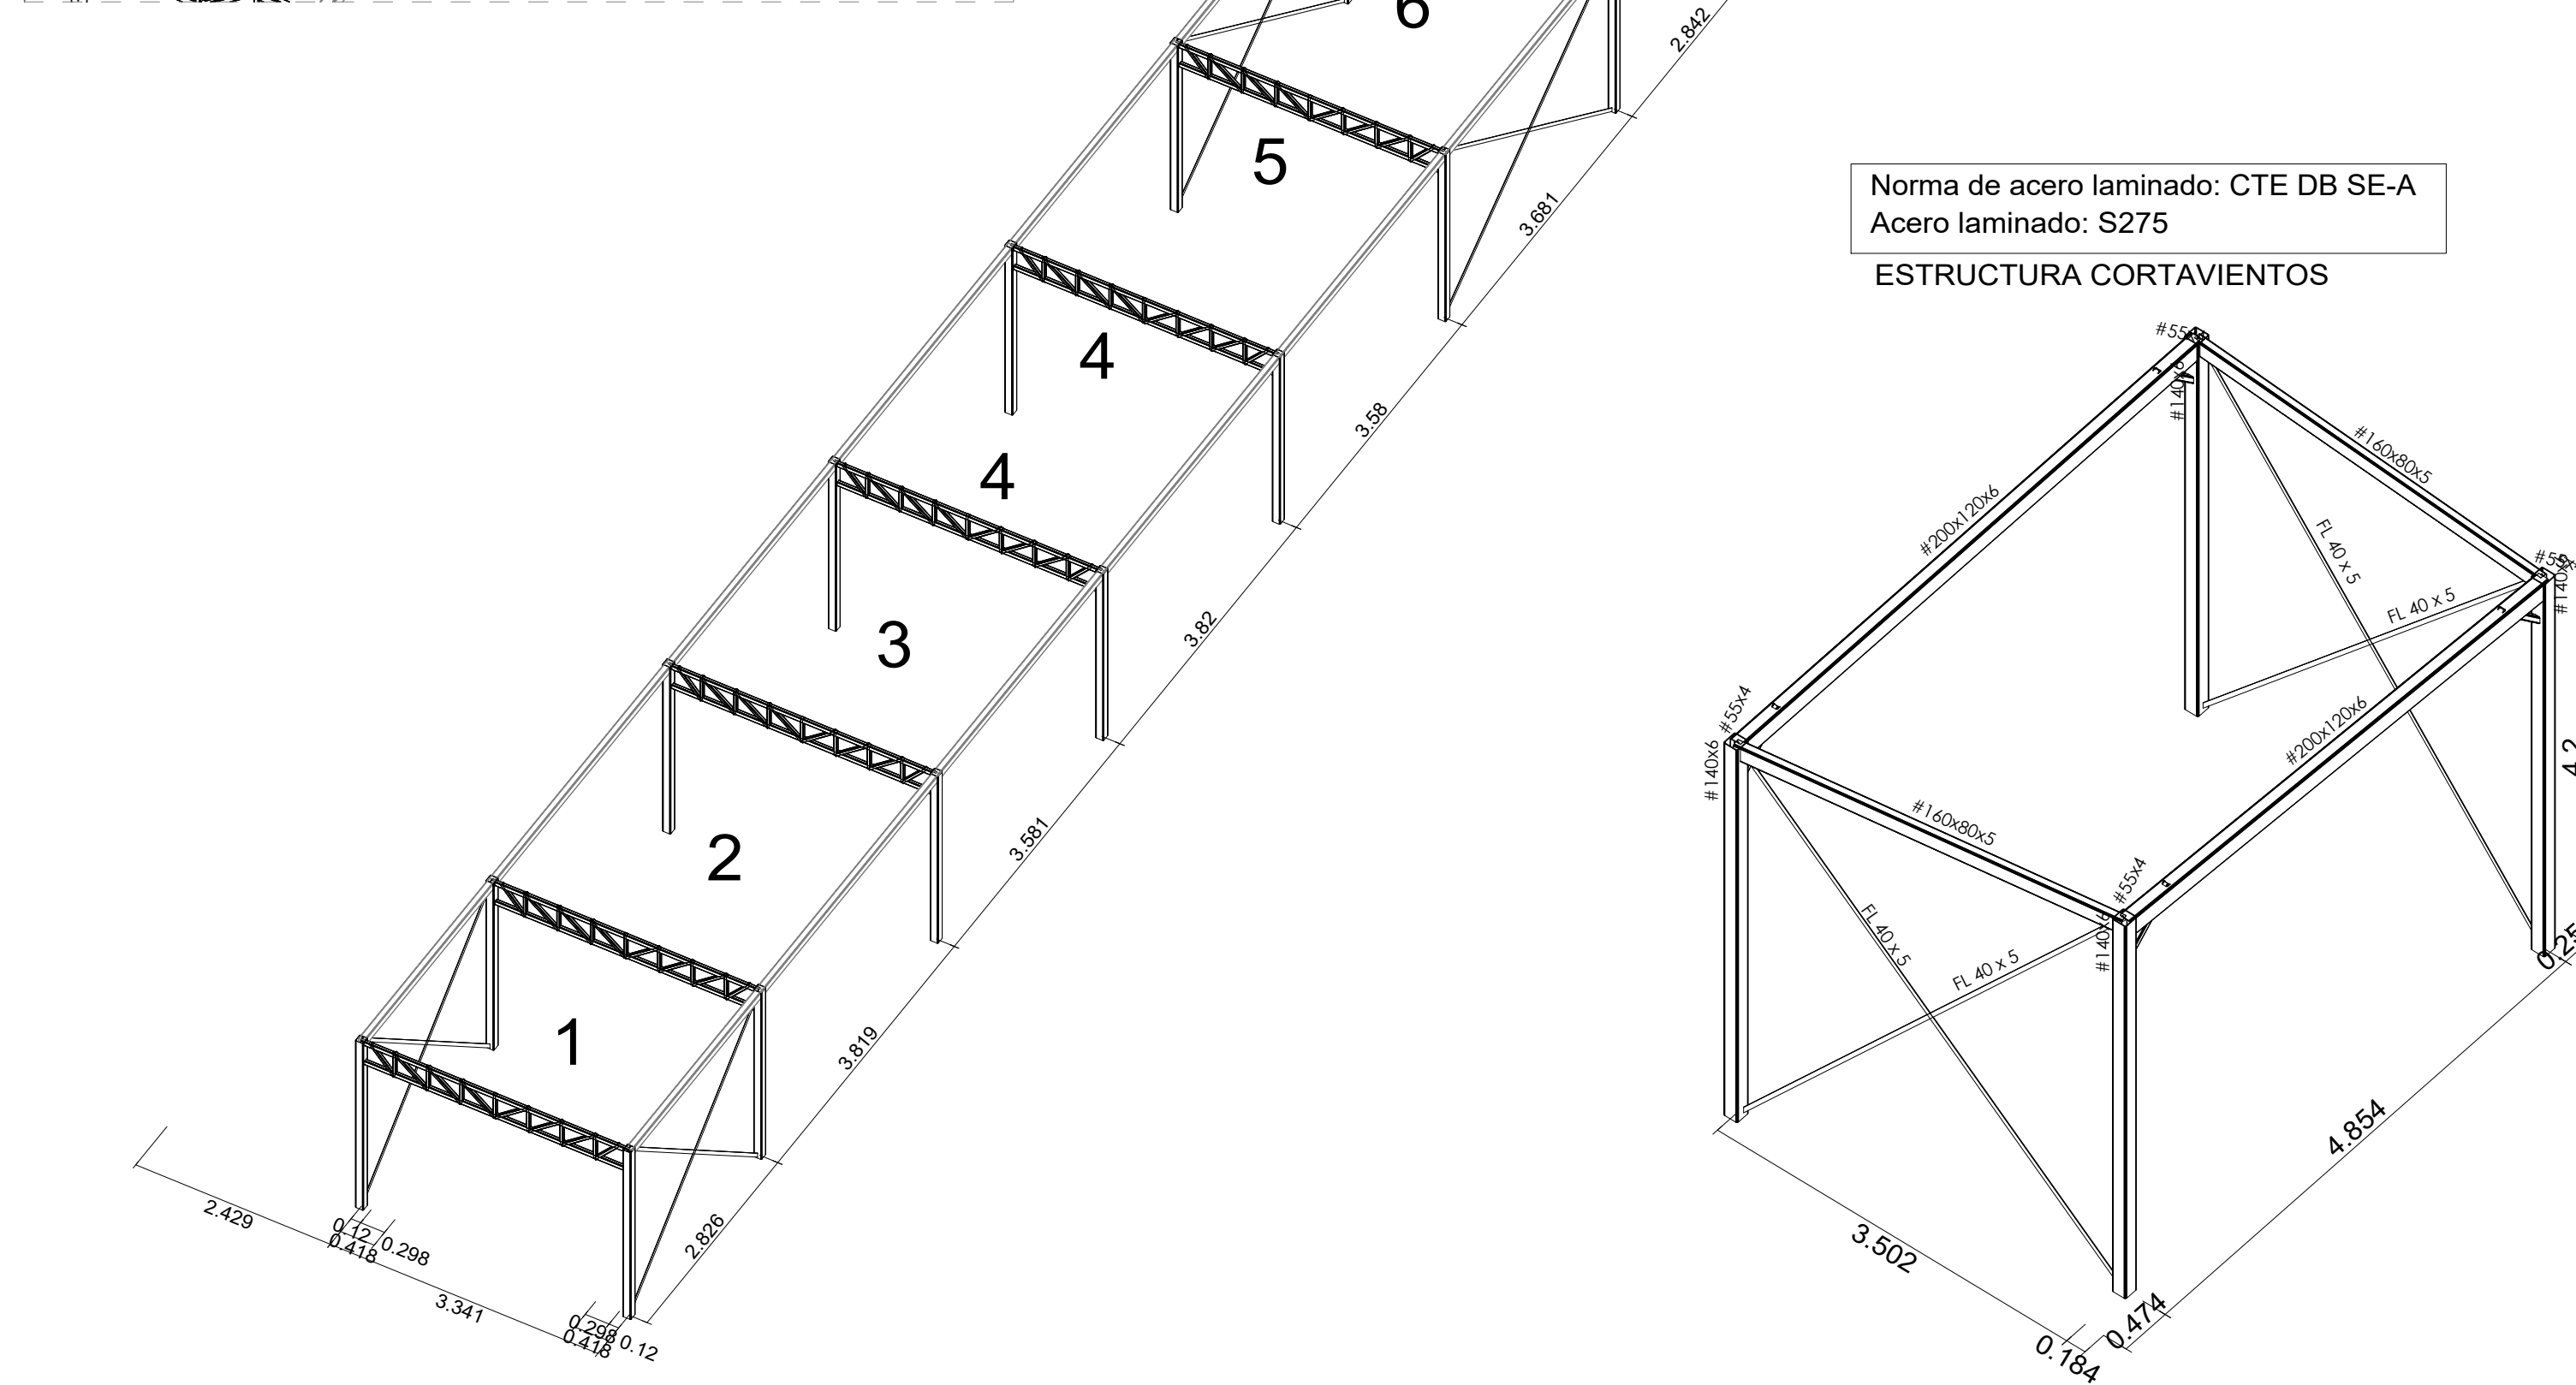 6
2.842
5
3.681
4
3.58
4
3.82
3
3.581
2
3.819
1
2.826
2.429
0.12
0.418
0.298
3.341
0.298
0.418
0.12
Norma de acero laminado: CTE DB SE-A
Acero laminado: S275
ESTRUCTURA CORTAVIENTOS
#140x6
#160x80x5
#200x120x6
FL 40 x 5
FL 40 x 5
#55x4
#140x6
#200x120x6
4.2
#160x80x5
#55x4
#140x6
FL 40 x 5
FL 40 x 5
4.854
3.502
0.474
0.184